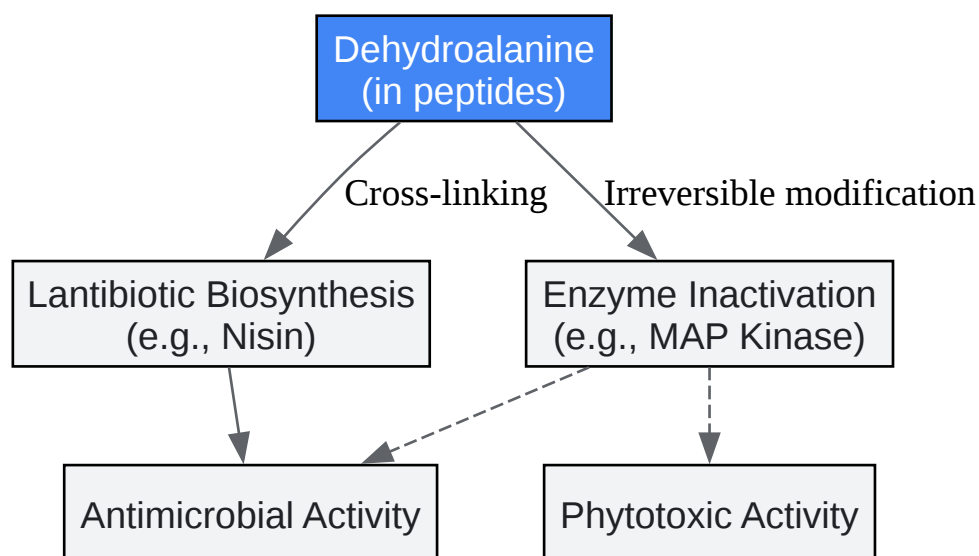 Dehydroalanine
(in peptides)
Cross-linking
Irreversible modification
Lantibiotic Biosynthesis
(e.g., Nisin)
Enzyme Inactivation
(e.g., MAP Kinase)
Antimicrobial Activity
Phytotoxic Activity